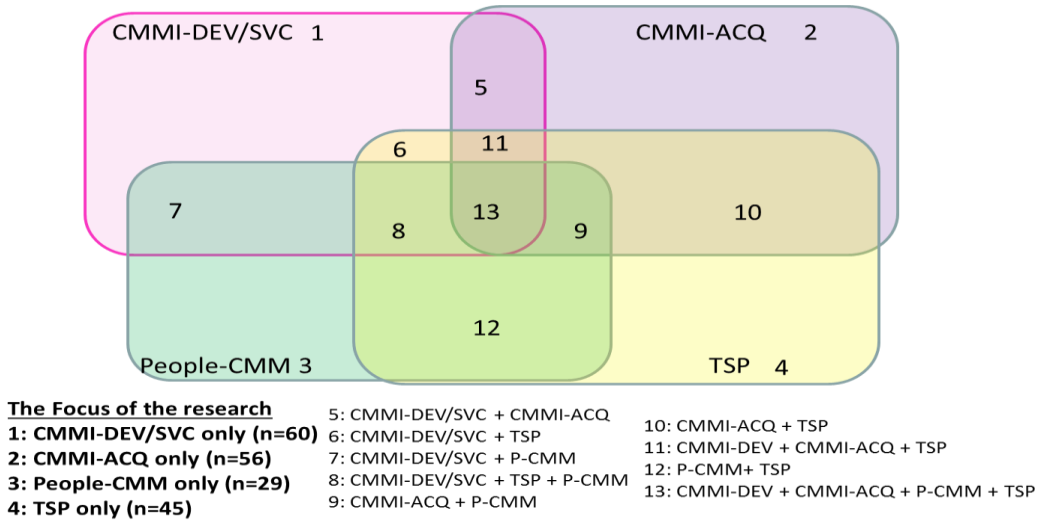 CMMI-DEV/SVC 1
CMMI-ACQ 2
5
6
11
7
8
13
9
10
12
People-CMM 3
TSP 4
The Focus of the research
1: CMMI-DEV/SVC only (n=60)
2: CMMI-ACQ only (n=56)
3: People-CMM only (n=29)
4: TSP only (n=45)
5: CMMI-DEV/SVC + CMMI-ACQ
6: CMMI-DEV/SVC + TSP
7: CMMI-DEV/SVC + P-CMM
8: CMMI-DEV/SVC + TSP + P-CMM
9: CMMI-ACQ + P-CMM
10: CMMI-ACQ + TSP
11: CMMI-DEV + CMMI-ACQ + TSP
12: P-CMM+ TSP
13: CMMI-DEV + CMMI-ACQ + P-CMM + TSP